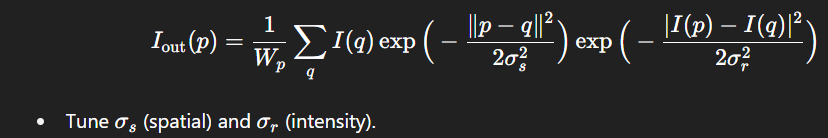 I_out(p) = 1/W_p ∑_q I(q) exp ( − ‖p − q‖² / 2σ_s² ) exp ( − |I(p) − I(q)|² / 2σ_r² )
• Tune σ_s (spatial) and σ_r (intensity).